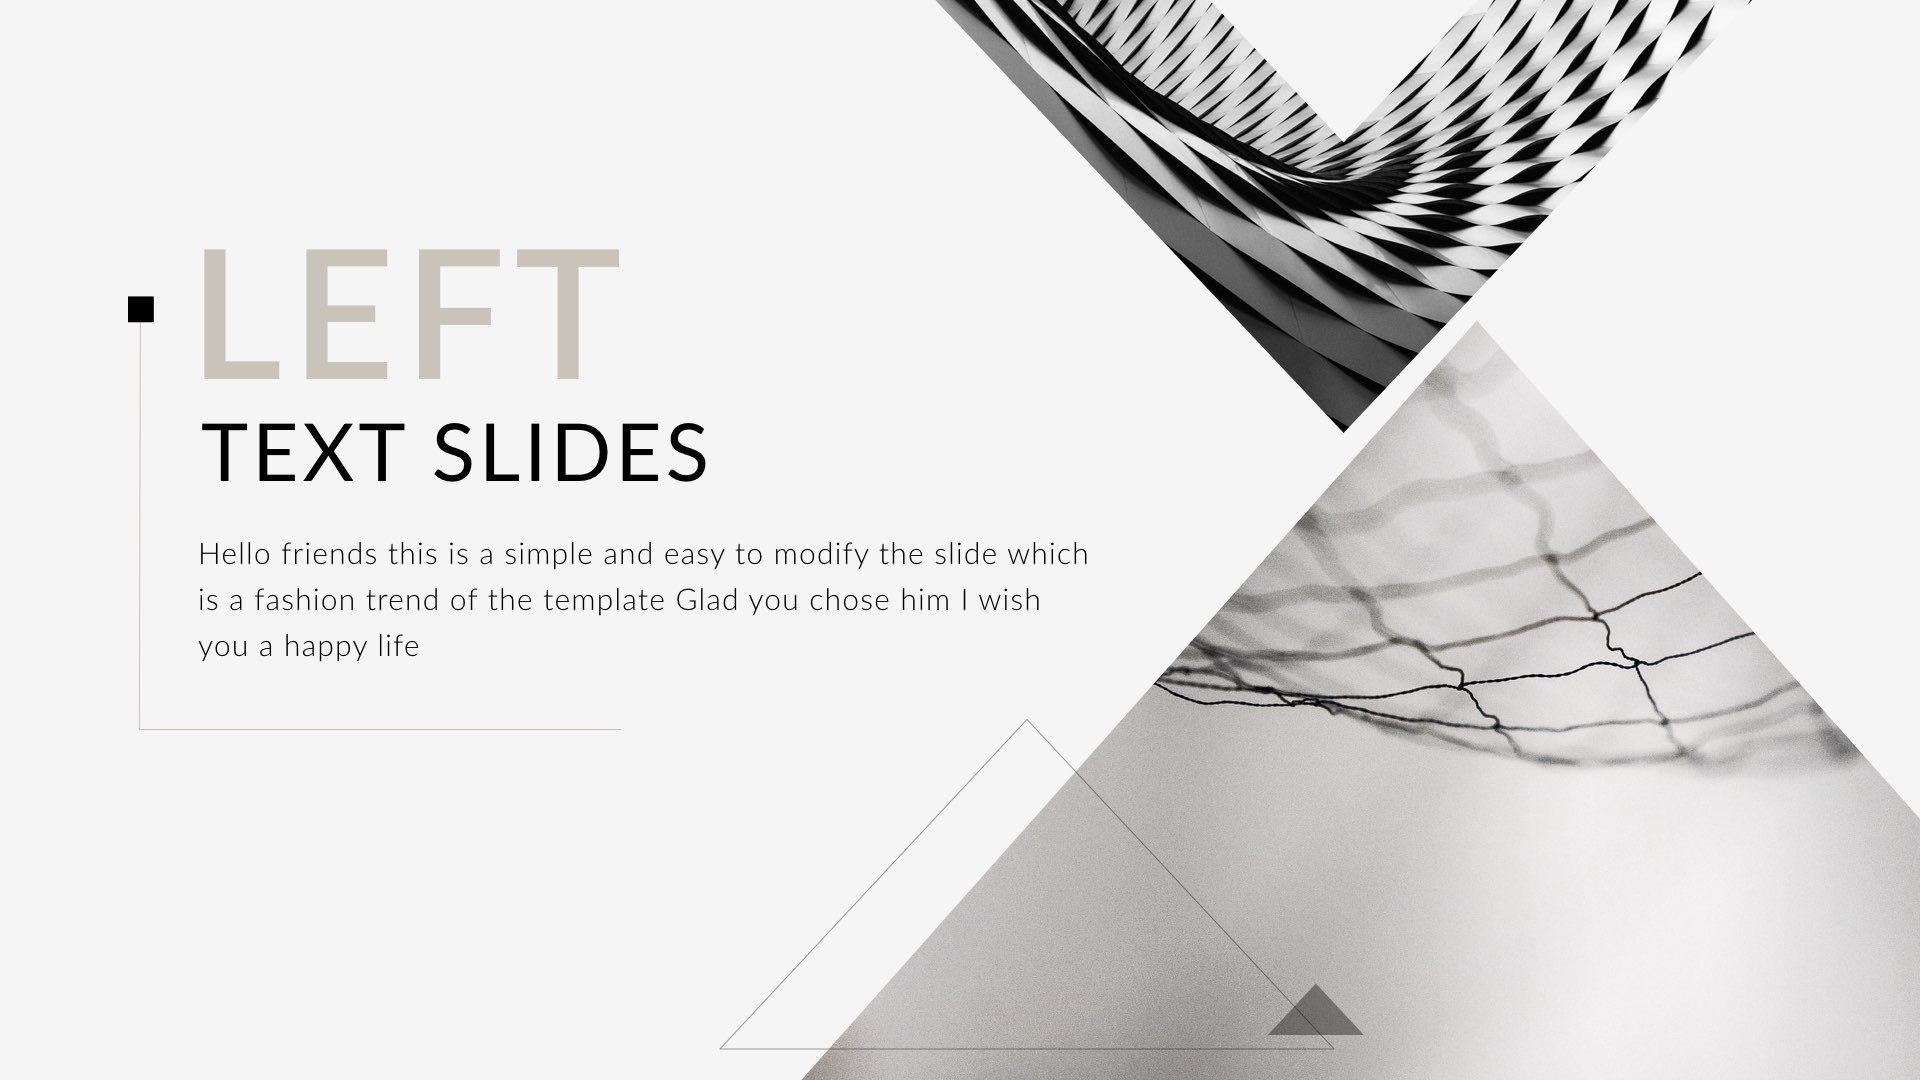 LEFT
TEXT SLIDES
Hello friends this is a simple and easy to modify the slide which
is a fashion trend of the template Glad you chose him I wish
you a happy life